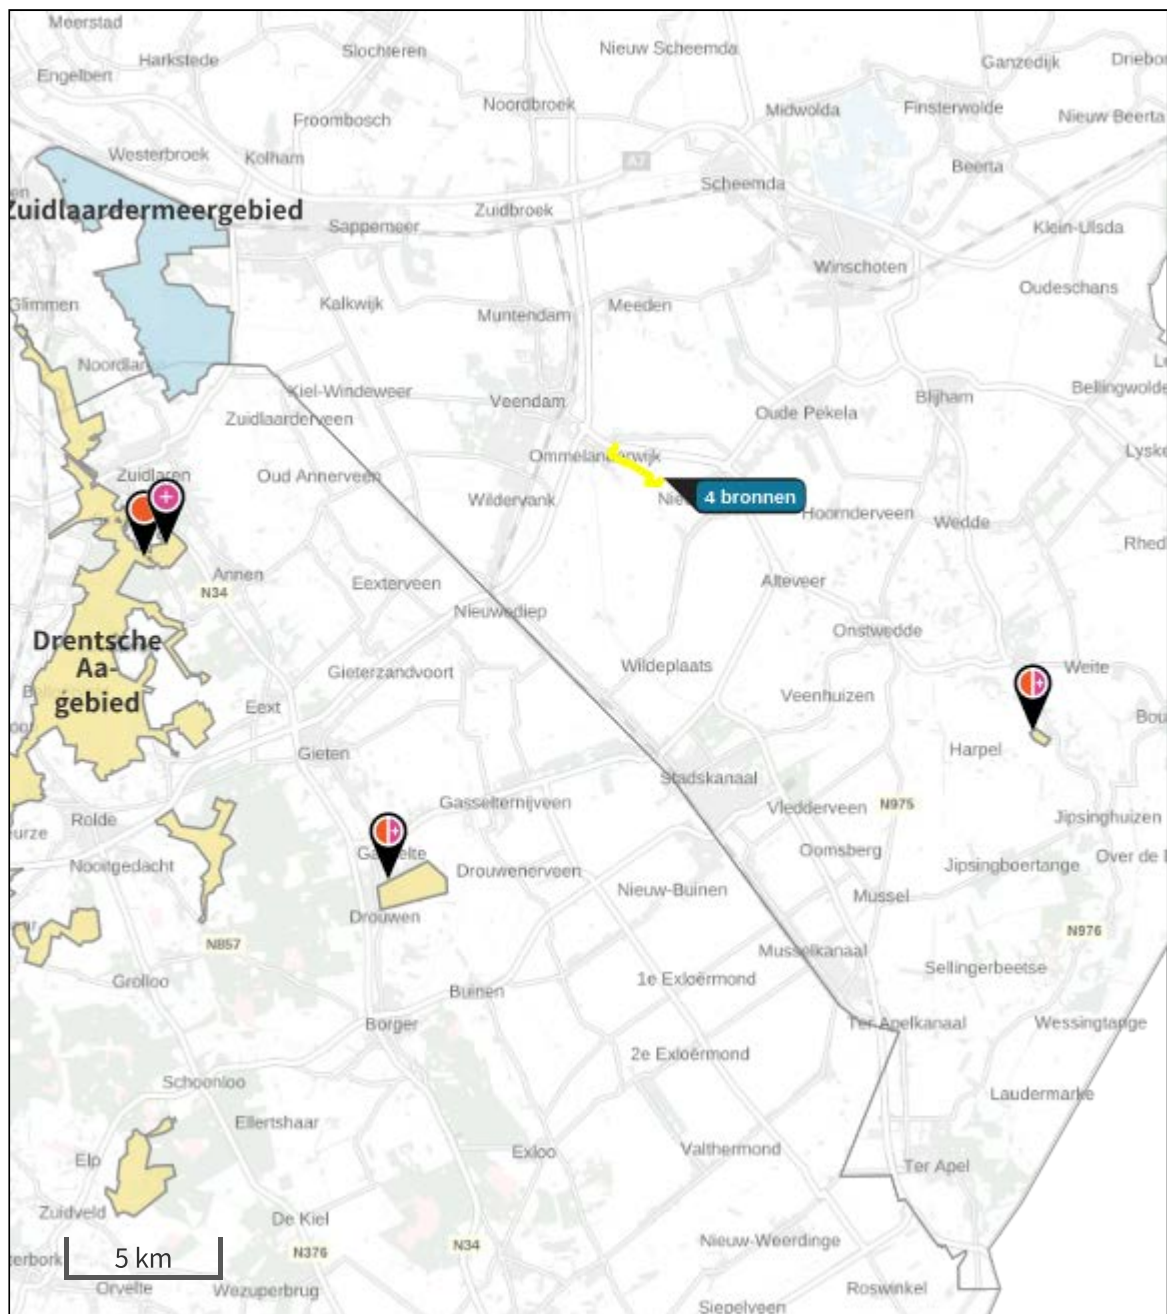 Meerstad
Harkstede
Slochteren
Nieuw Scheemda
Ganzedijk
Engelbert
Noordbroek
Midwolda
Finsterwolde
Nieuw Beerta
Froombosch
Westerbroek
Kolham
A7
Scheemda
Beerta
Zuidlaardermeergebied
Sappemeer
Zuidbroek
Klein-Ulsda
Winschoten
Oudeschans
Glimmen
Kalkwijk
Muntendam
Meeden
Noordlar
Kiel-Windeweer
Veendam
Oude Pekela
Blijham
Bellingwolde
Zuidlaarderveen
Ommelanderwijk
Zuidlaren
Oud Annerveen
Wildervank
4 bronnen
Hoornderveen
Wedde
Annen
N34
Eexterveen
Nieuwediep
Alteveer
Onstwedde
Drentsche
Aa-
gebied
Gieterzandvoort
Wildeplaats
Weite
Veenhuizen
Eext
Gieten
Harpel
Stadskanaal
Gasselternijveen
Vledderveen
N975
Rolde
Jipsinghuizen
Nooitgedacht
Gasselte
Drouwenerveen
Oomsberg
Jipsingboertange
Over de
Nieuw-Buinen
Mussel
Drouwen
N857
N976
Grolloo
Musselkanaal
Sellingerbeetse
1e Exloërmond
Buinen
Borger
Ter Apelkanaal
Wessingtange
2e Exloërmond
Schoonloo
Laudermarke
Ellertshaar
Elp
Exloo
Valthermond
Ter Apel
Zuidveld
De Kiel
N376
N34
Nieuw-Weerdinge
5 km
Orvelte
Wezuperbrug
Roswinkel
Siepelveen